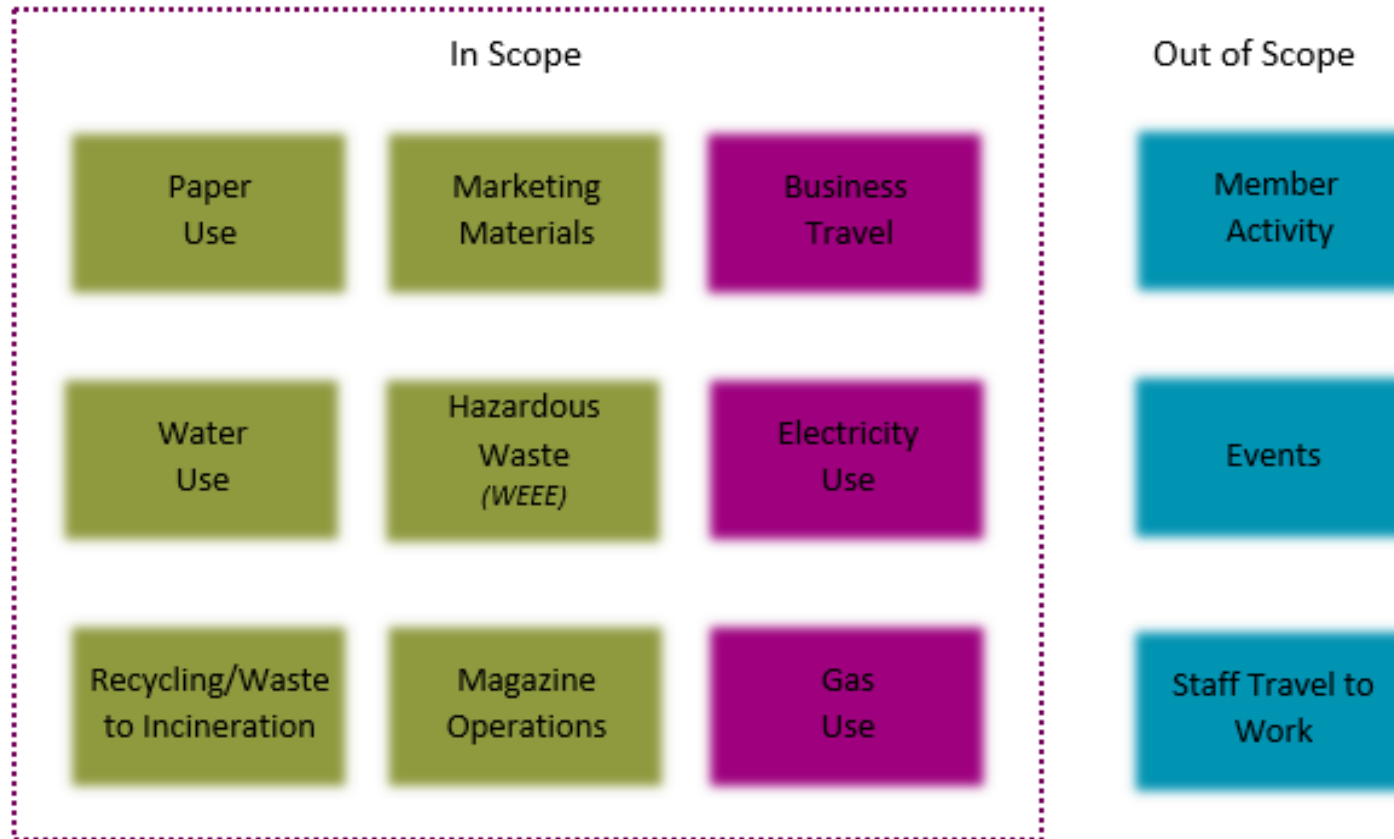 In Scope
Out of Scope
Paper
Use
Marketing
Materials
Business
Travel
Member
Activity
Water
Use
Hazardous
Waste
(WEEE)
Electricity
Use
Events
Recycling/Waste
to Incineration
Magazine
Operations
Gas
Use
Staff Travel to
Work